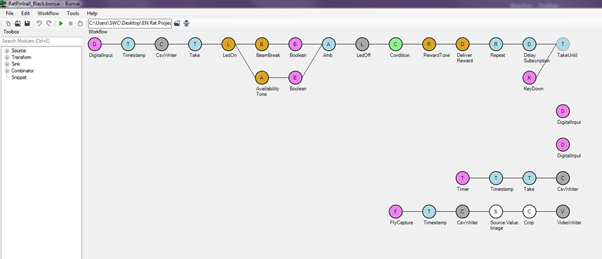 RatPinball_Black.bonsai - Bonsai
File Edit Workflow Tools Help
C:\Users\SWC\Desktop\EN Rat Projec
Toolbox
Workflow
Search Modules (Ctrl+E)
Source
Transform
Sink
Combinator
Snippet
D T C T L B B A L C R D R D T
DigitalInput Timestamp CsvWriter Take LedOn BeamBreak Boolean Amb LedOff Condition RewardTone Deliver Reward Repeat Delay Subscription TakeUntil
A B K
Availability Tone Boolean KeyDown
D
DigitalInput
D
DigitalInput
T T T C
Timer Timestamp Take CsvWriter
F T C S C V
FlyCapture Timestamp CsvWriter Source.Value.Image Crop VideoWriter